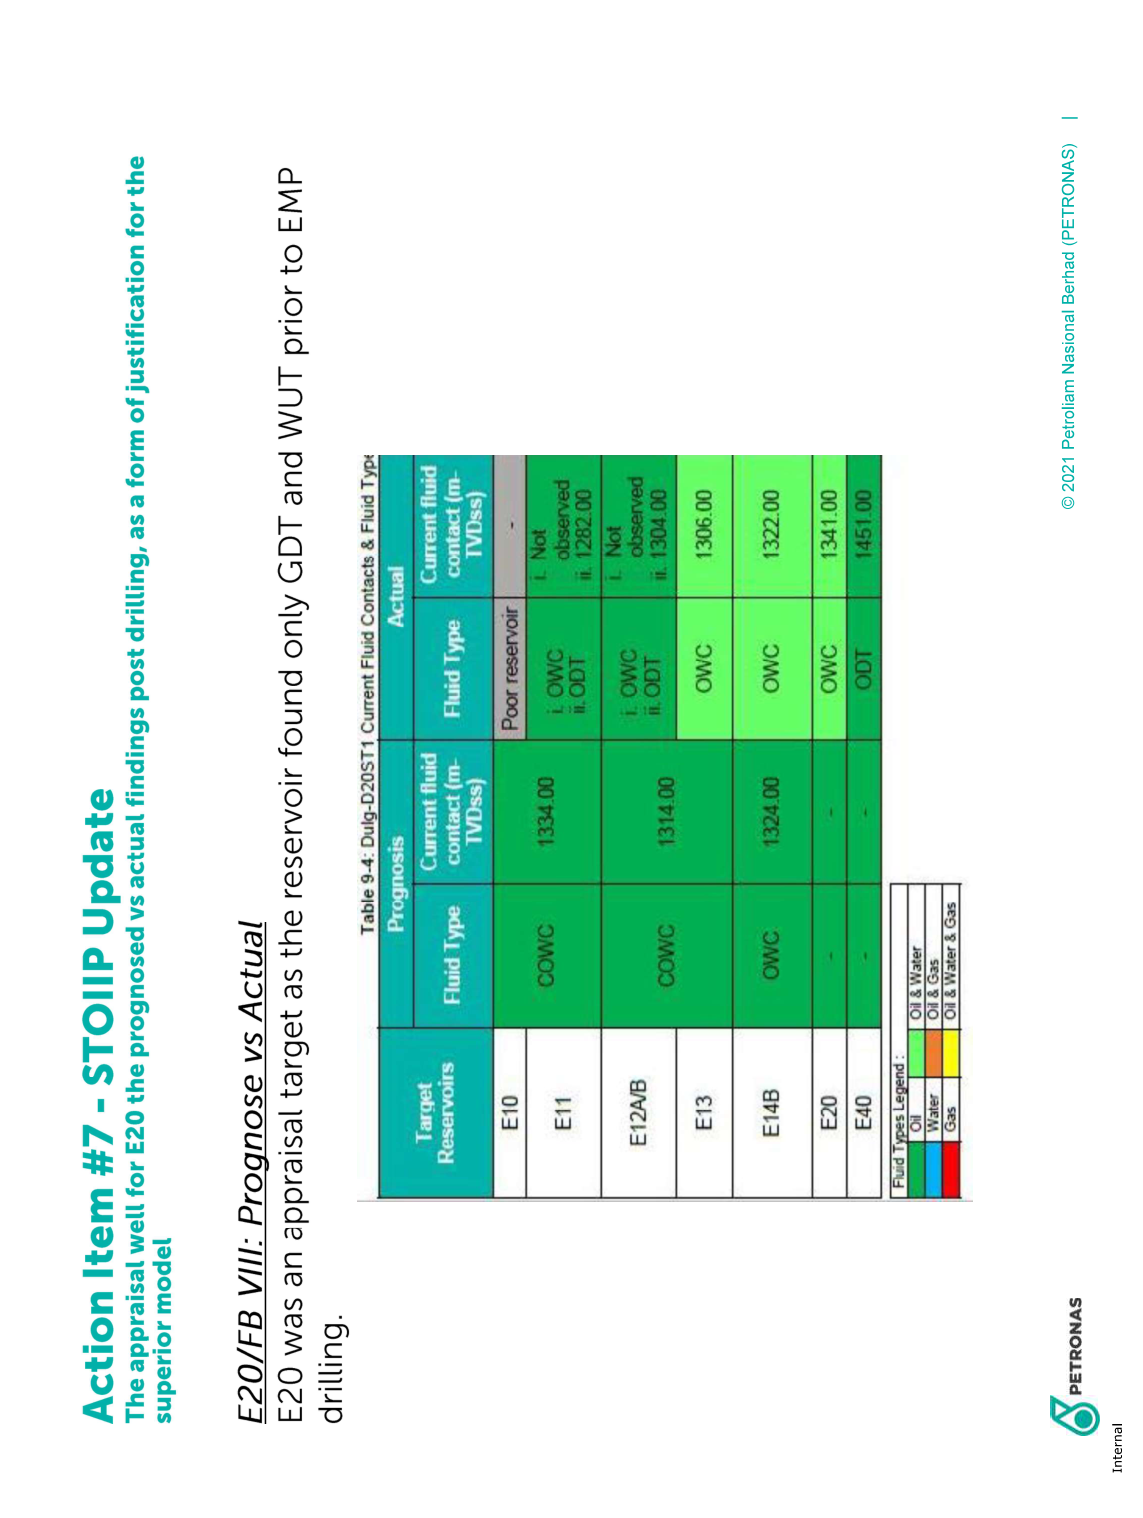 Action Item #7 - STOIIP Update
The appraisal well for E20 the prognosed vs actual findings post drilling, as a form of justification for the
superior model
E20/FB VIII: Prognose vs Actual
E20 was an appraisal target as the reservoir found only GDT and WUT prior to EMP
drilling.
Table 9-4: Dulg-D20ST1 Current Fluid Contacts & Fluid Type
Target Reservoirs Prognosis Actual
Fluid Type Current fluid contact (m-TVDss) Fluid Type Current fluid contact (m-TVDss)
E10 Poor reservoir -
E11 COWC 1334.00 i. OWC i. Not observed
ii. ODT ii. 1282.00
E12A/B COWC 1314.00 i. OWC i. Not observed
ii. ODT ii. 1304.00
E13 OWC 1306.00
E14B OWC 1324.00 OWC 1322.00
E20 - - OWC 1341.00
E40 - - ODT 1451.00
Fluid Types Legend :
Oil Oil & Water
Water Oil & Gas
Gas Oil & Water & Gas
PETRONAS
© 2021 Petroliam Nasional Berhad (PETRONAS) |
Internal